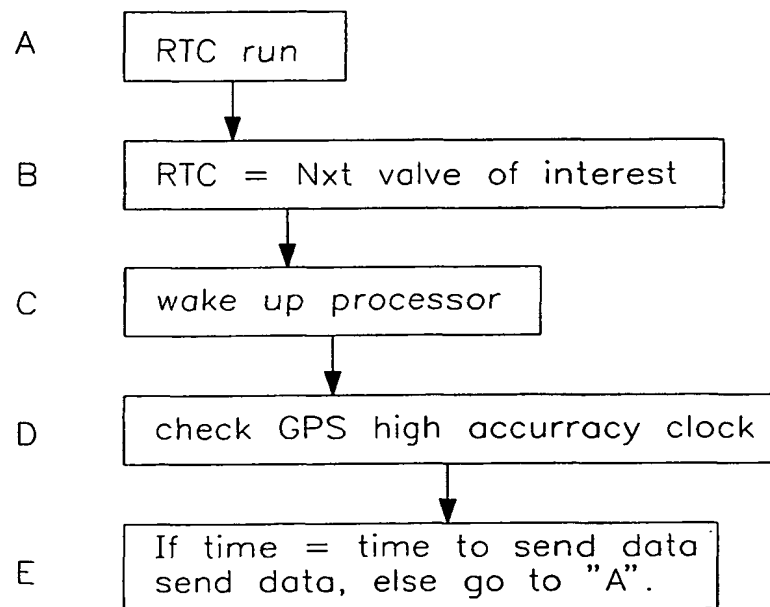 A RTC run
B RTC = Nxt valve of interest
C wake up processor
D check GPS high accurracy clock
E If time = time to send data
send data, else go to "A".